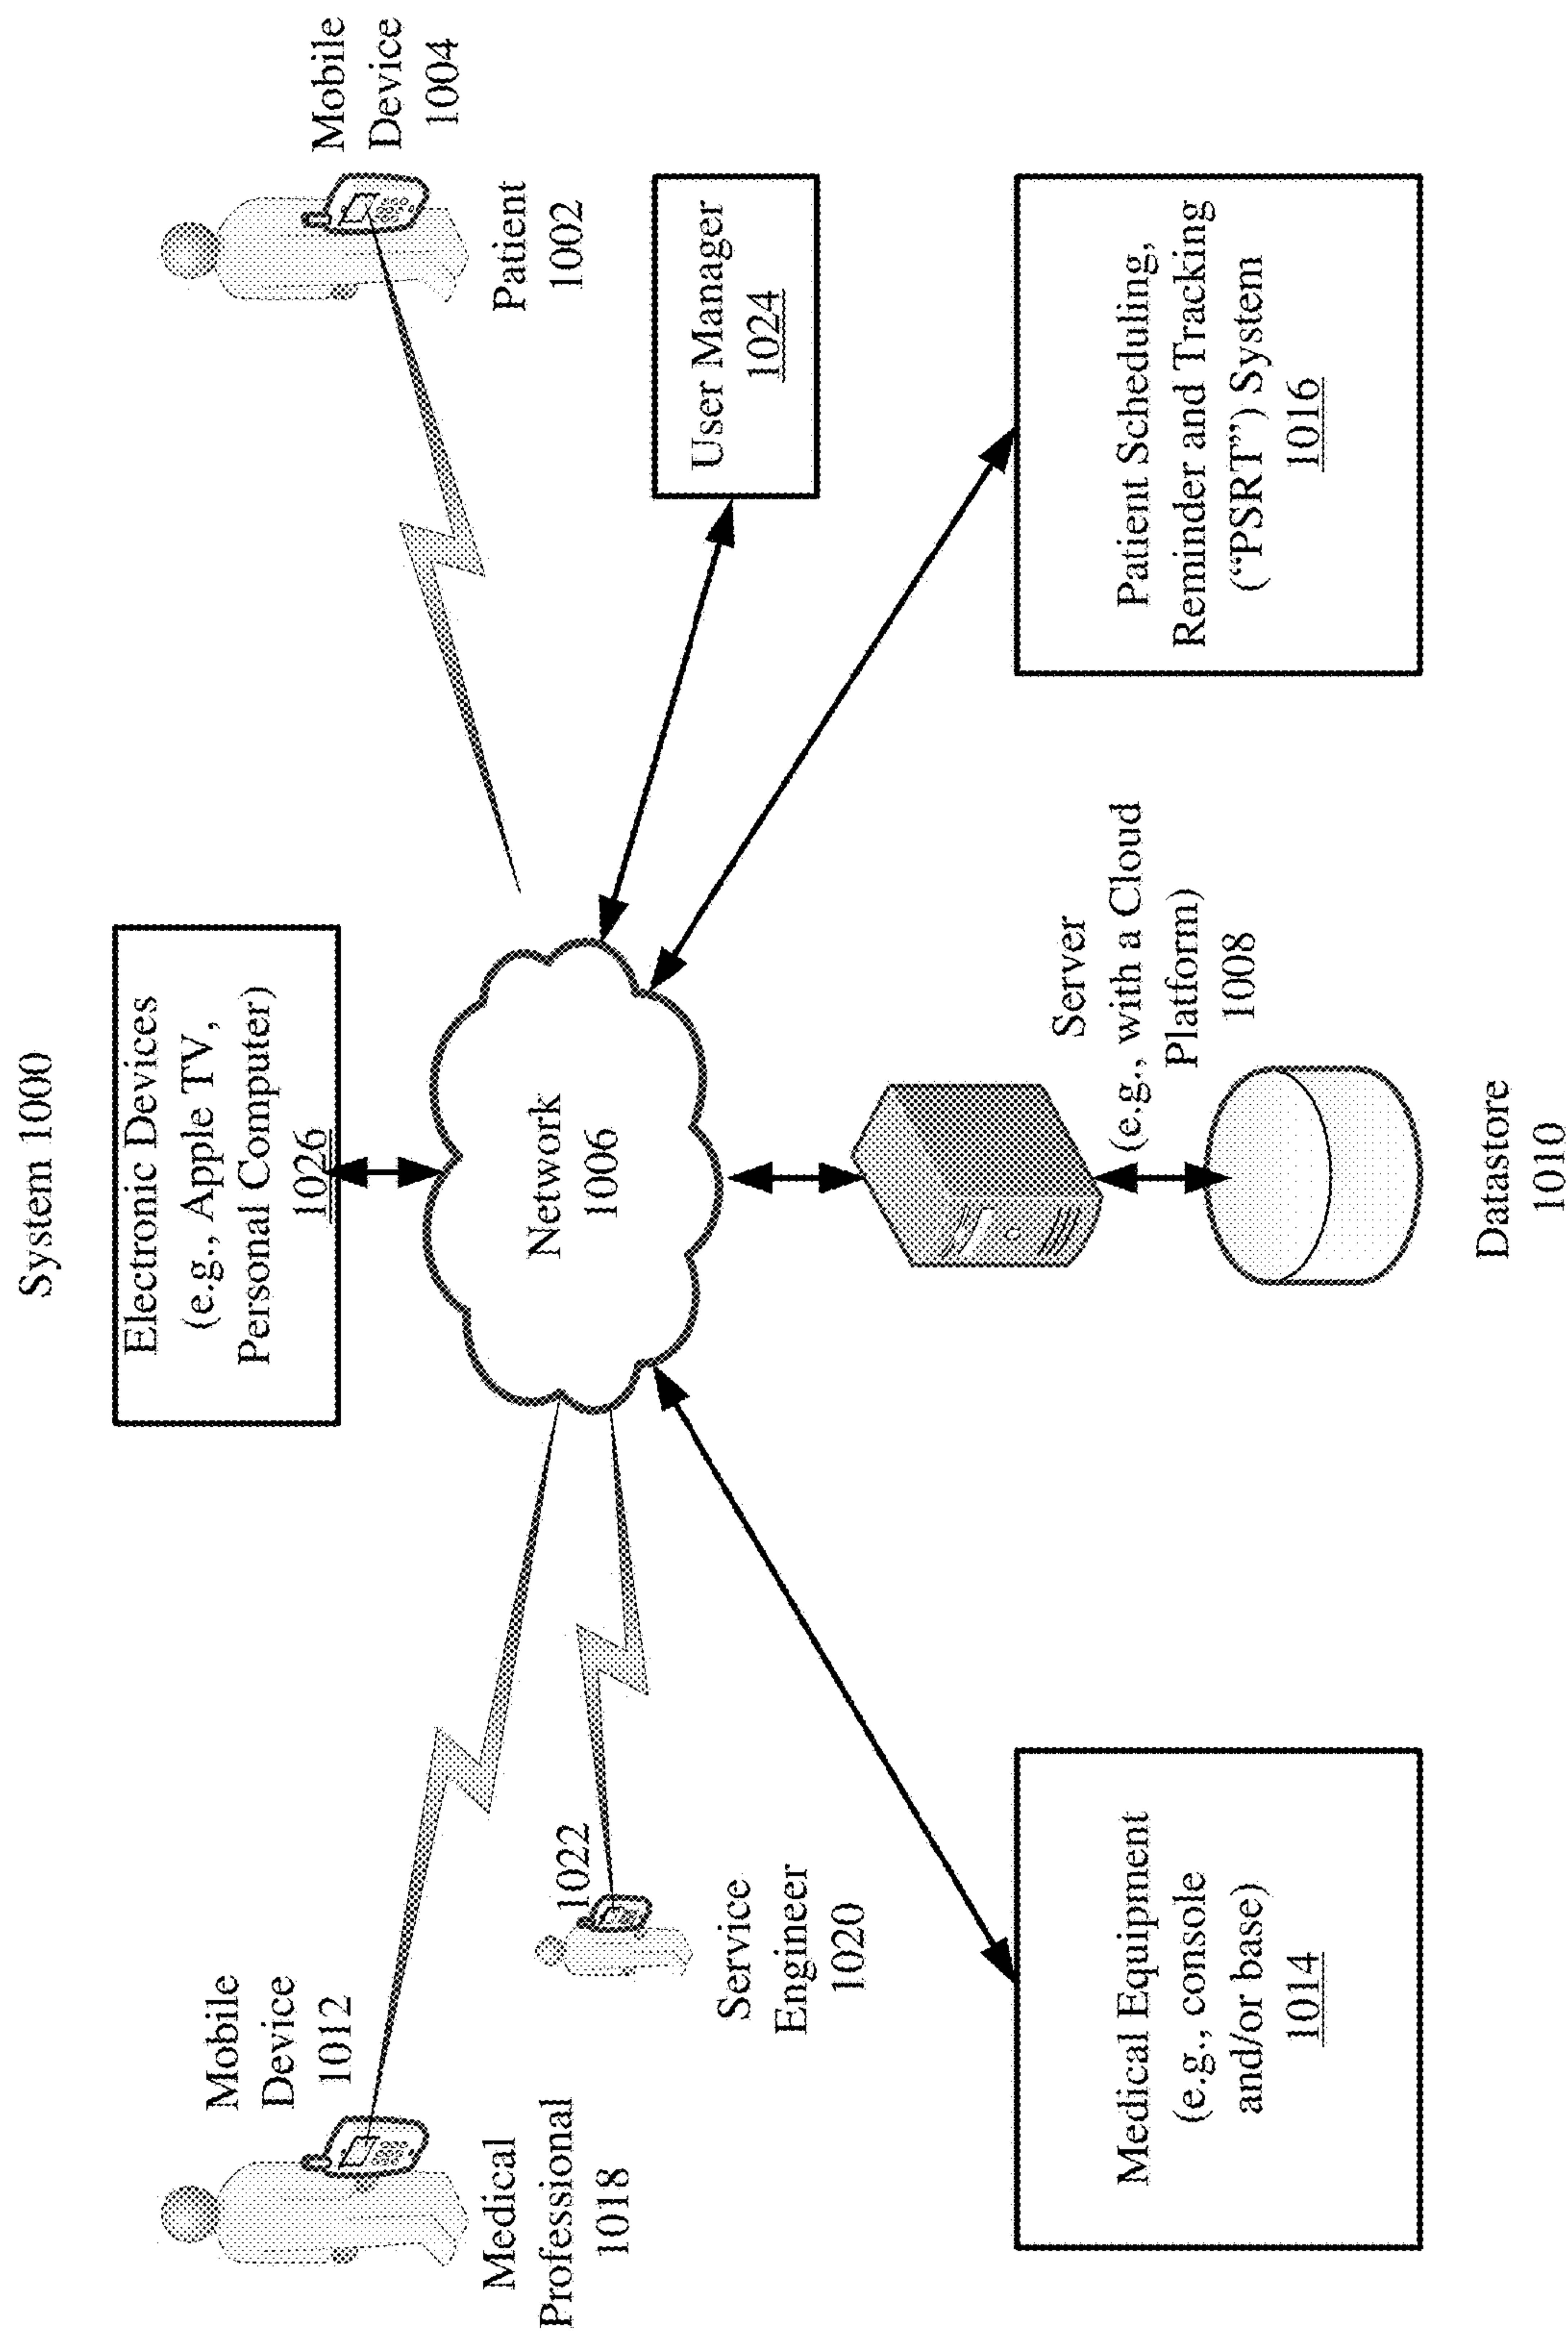 System 1000
Electronic Devices
(e.g., Apple TV,
Personal Computer)
1026
Mobile
Device
1012
Medical
Professional
1018
1022
Service
Engineer
1020
Network
1006
Mobile
Device
1004
Patient
1002
User Manager
1024
Medical Equipment
(e.g., console
and/or base)
1014
Server
(e.g., with a Cloud
Platform)
1008
Datastore
1010
Patient Scheduling,
Reminder and Tracking
(“PSRT”) System
1016